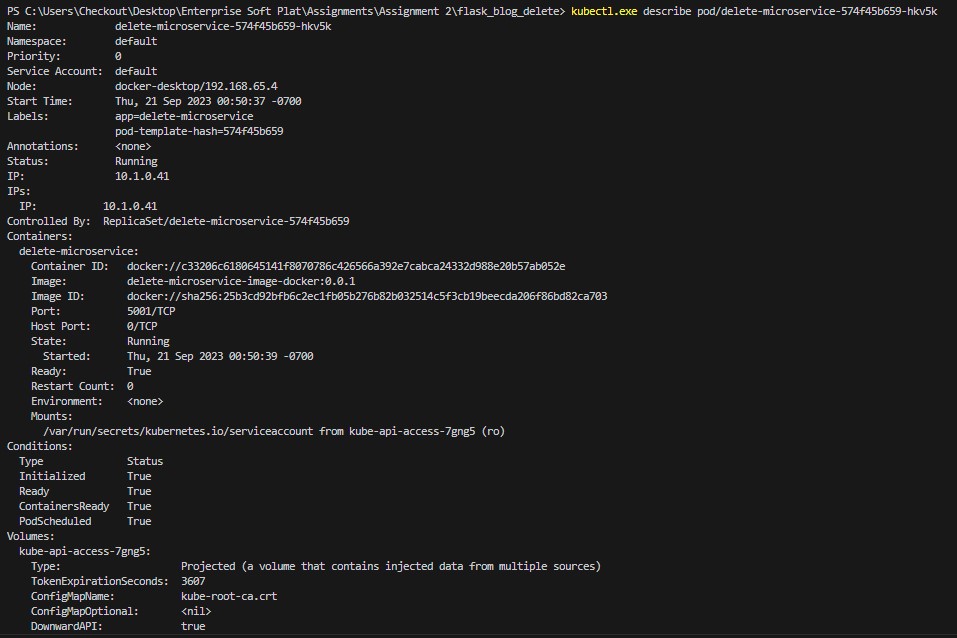 PS C:\Users\Checkout\Desktop\Enterprise Soft Plat\Assignments\Assignment 2\flask_blog_delete> kubectl.exe describe pod/delete-microservice-574f45b659-hkv5k
Name:             delete-microservice-574f45b659-hkv5k
Namespace:        default
Priority:         0
Service Account:  default
Node:             docker-desktop/192.168.65.4
Start Time:       Thu, 21 Sep 2023 00:50:37 -0700
Labels:           app=delete-microservice
                  pod-template-hash=574f45b659
Annotations:      <none>
Status:           Running
IP:               10.1.0.41
IPs:
  IP:           10.1.0.41
Controlled By:  ReplicaSet/delete-microservice-574f45b659
Containers:
  delete-microservice:
    Container ID:   docker://c33206c6180645141f8070786c426566a392e7cabca24332d988e20b57ab052e
    Image:          delete-microservice-image-docker:0.0.1
    Image ID:       docker://sha256:25b3cd92bfb6c2ec1fb05b276b82b032514c5f3cb19beecda206f86bd82ca703
    Port:           5001/TCP
    Host Port:      0/TCP
    State:          Running
      Started:      Thu, 21 Sep 2023 00:50:39 -0700
    Ready:          True
    Restart Count:  0
    Environment:    <none>
    Mounts:
      /var/run/secrets/kubernetes.io/serviceaccount from kube-api-access-7gng5 (ro)
Conditions:
  Type              Status
  Initialized       True
  Ready             True
  ContainersReady   True
  PodScheduled      True
Volumes:
  kube-api-access-7gng5:
    Type:                    Projected (a volume that contains injected data from multiple sources)
    TokenExpirationSeconds:  3607
    ConfigMapName:           kube-root-ca.crt
    ConfigMapOptional:       <nil>
    DownwardAPI:             true